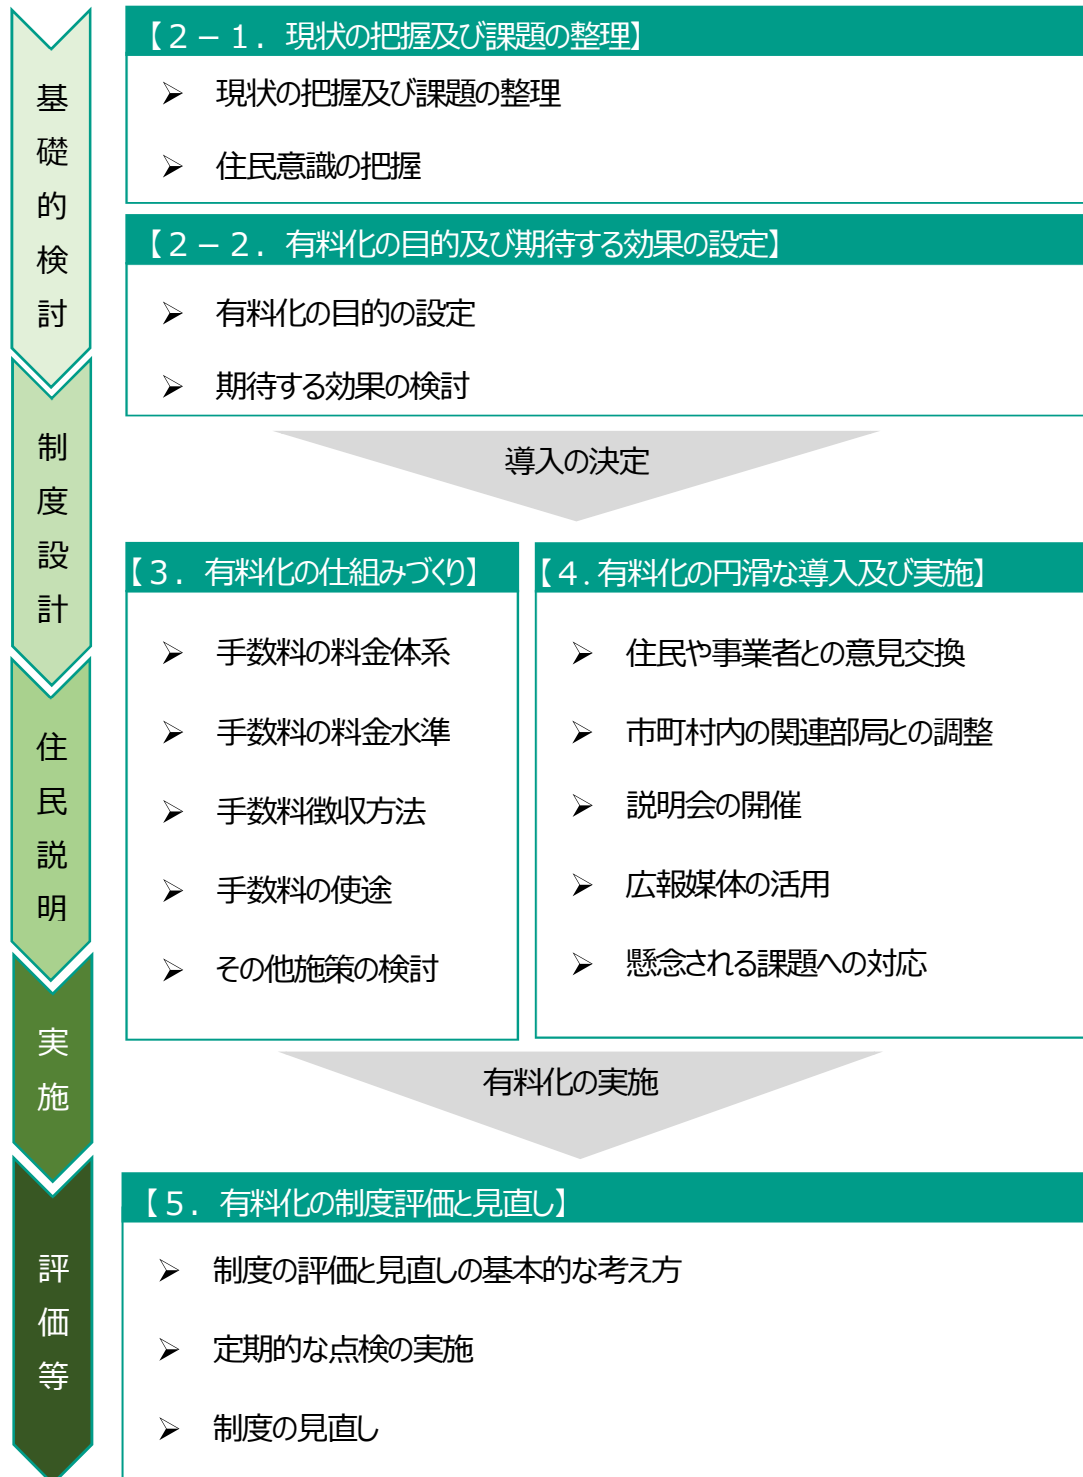 基礎的検討
【２－１．現状の把握及び課題の整理】
➢ 現状の把握及び課題の整理
➢ 住民意識の把握
【２－２．有料化の目的及び期待する効果の設定】
➢ 有料化の目的の設定
➢ 期待する効果の検討
導入の決定
制度設計
住民説明
【３．有料化の仕組みづくり】
➢ 手数料の料金体系
➢ 手数料の料金水準
➢ 手数料徴収方法
➢ 手数料の使途
➢ その他施策の検討
【４.有料化の円滑な導入及び実施】
➢ 住民や事業者との意見交換
➢ 市町村内の関連部局との調整
➢ 説明会の開催
➢ 広報媒体の活用
➢ 懸念される課題への対応
実施
有料化の実施
評価等
【５．有料化の制度評価と見直し】
➢ 制度の評価と見直しの基本的な考え方
➢ 定期的な点検の実施
➢ 制度の見直し